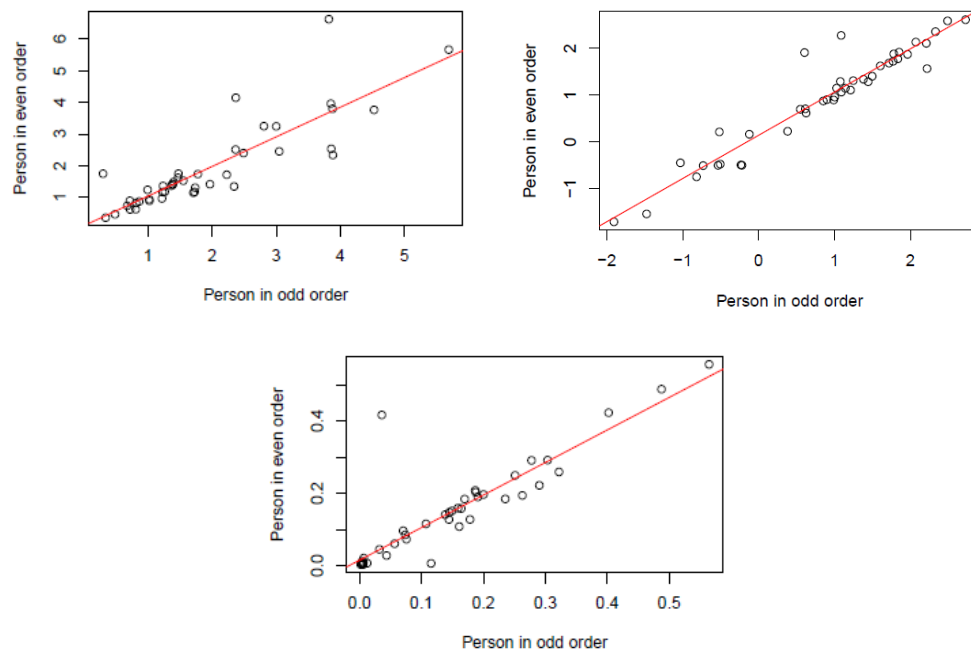 Person in even order
6
5
4
3
2
1
1 2 3 4 5
Person in odd order
Person in even order
2
1
0
−1
−2 −1 0 1 2
Person in odd order
Person in even order
0.4
0.2
0.0
0.0 0.1 0.2 0.3 0.4 0.5
Person in odd order